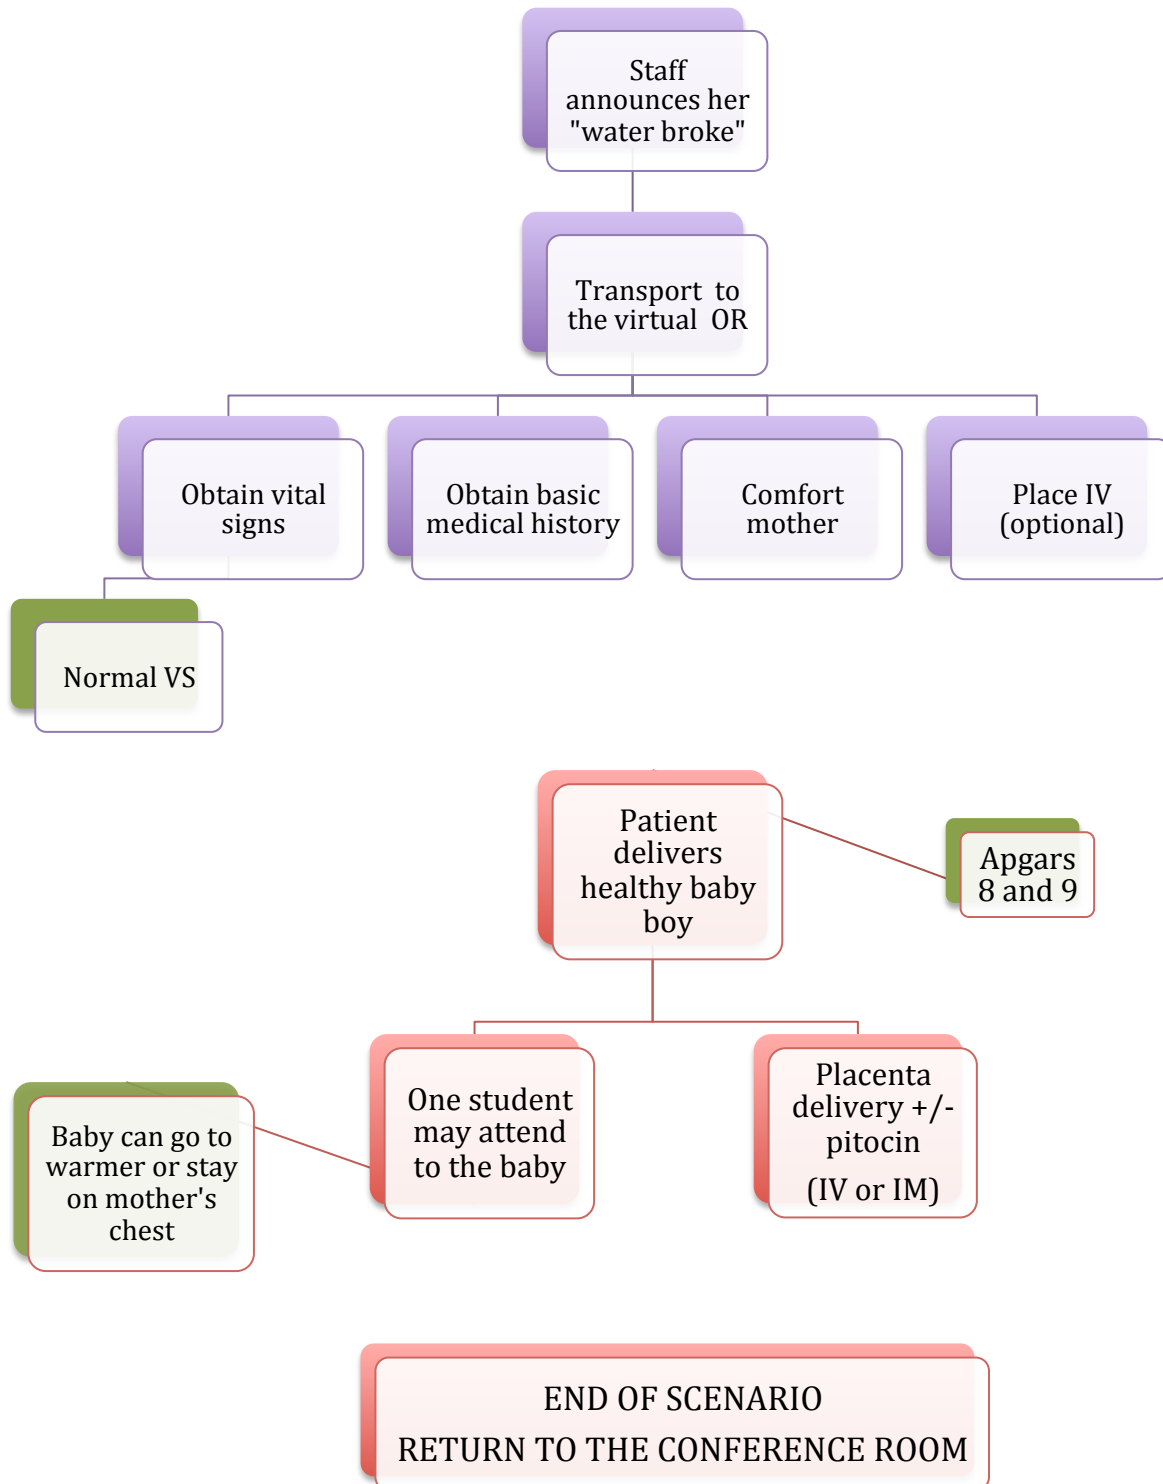 Staff
announces her
"water broke"
Transport to
the virtual OR
Obtain vital
signs
Obtain basic
medical history
Comfort
mother
Place IV
(optional)
Normal VS
Patient
delivers
healthy baby
boy
Apgars
8 and 9
Baby can go to
warmer or stay
on mother's
chest
One student
may attend
to the baby
Placenta
delivery +/-
pitocin
(IV or IM)
END OF SCENARIO
RETURN TO THE CONFERENCE ROOM